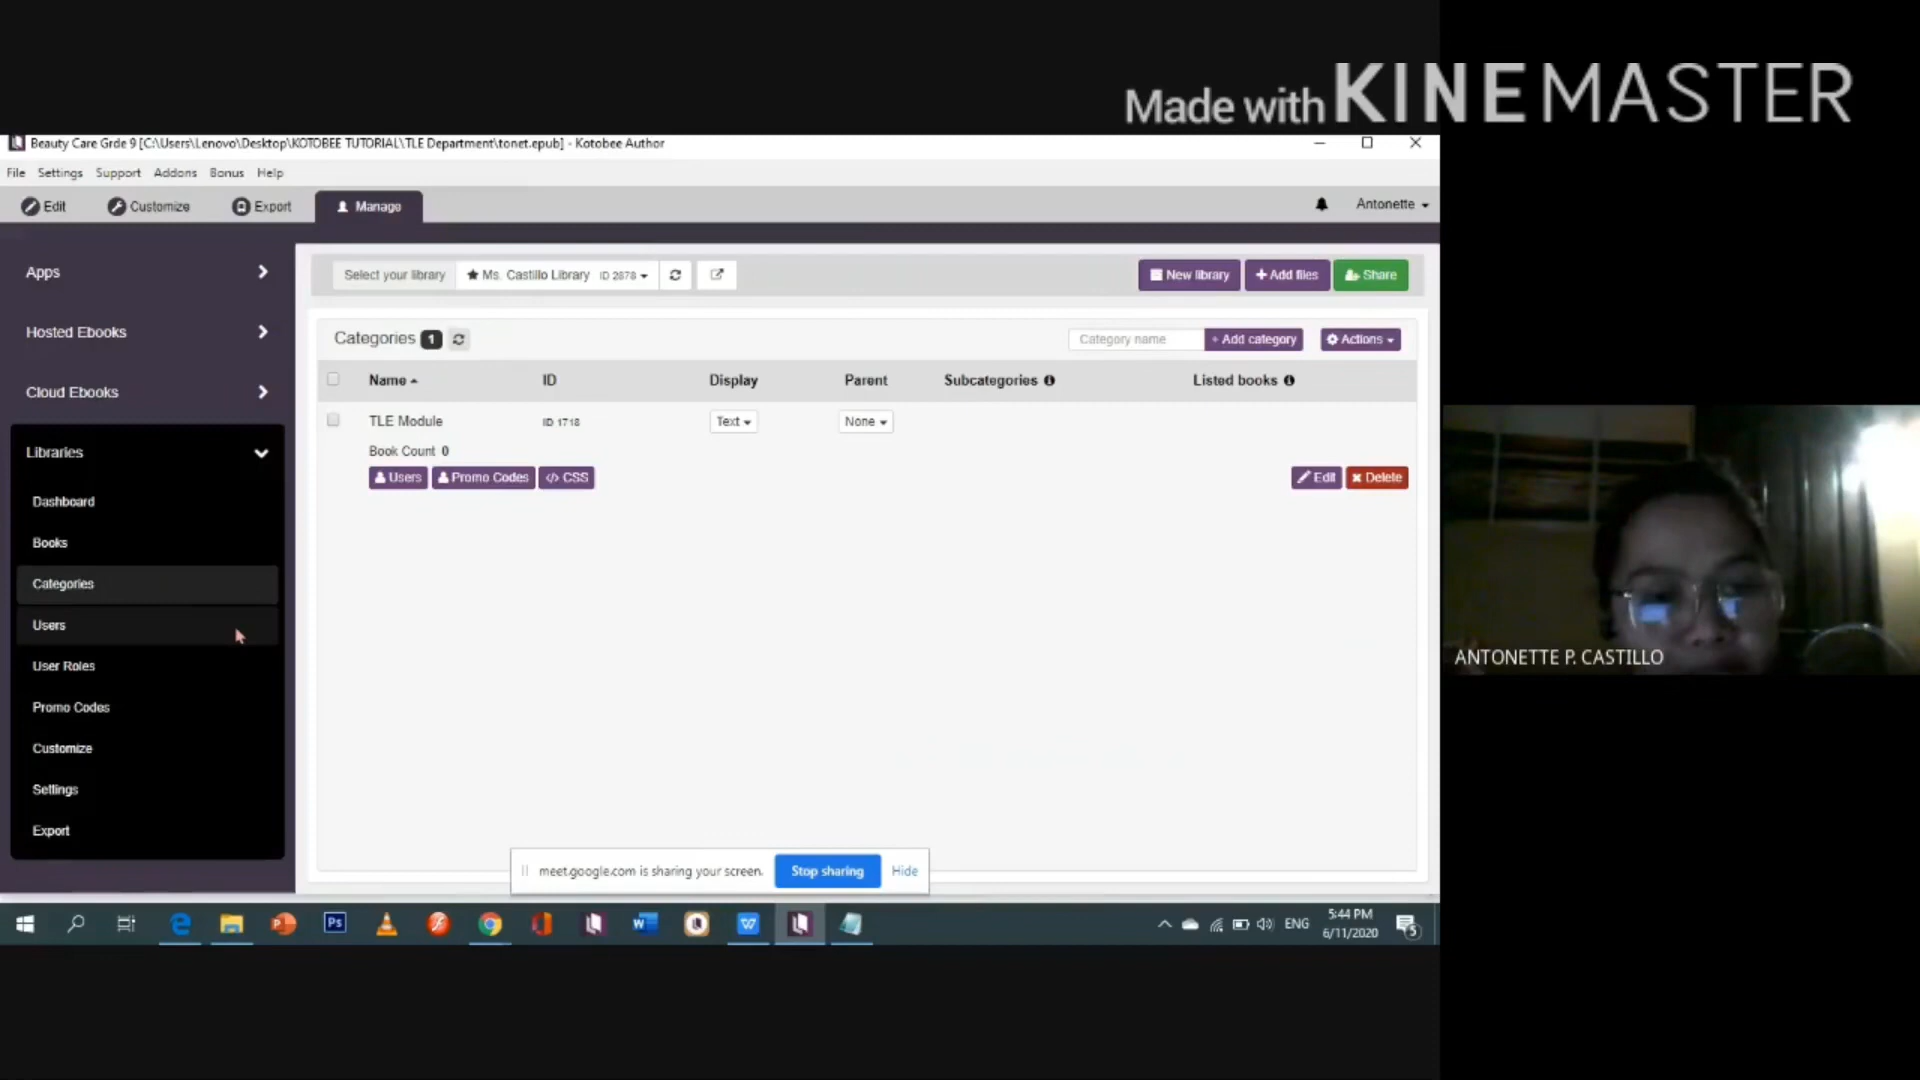 Made with KINEMASTER
Beauty Care Grde 9 [C:\Users\Lenovo\Desktop\KOTOBEE TUTORIAL\TLE Department\tonet.epub] - Kotobee Author
File Settings Support Addons Bonus Help
Edit Customize Export Manage Antonette
Apps
Hosted Ebooks
Cloud Ebooks
Libraries
Dashboard
Books
Categories
Users
User Roles
Promo Codes
Customize
Settings
Export
Select your library ★ Ms. Castillo Library ID 2878 New library + Add files Share
Categories 1 Category name + Add category Actions
Name ID Display Parent Subcategories Listed books
TLE Module ID 1718 Text None
Book Count 0
Users Promo Codes </> CSS Edit Delete
ANTONETTE P. CASTILLO
meet.google.com is sharing your screen. Stop sharing Hide
Ps
ENG 5:44 PM
6/11/2020
5